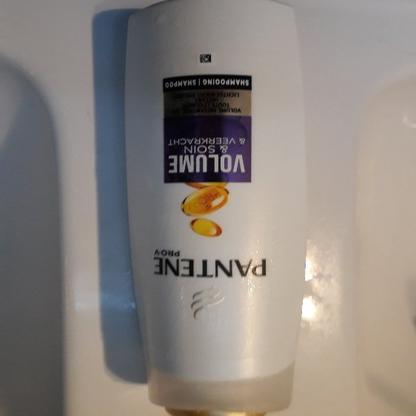 PANTENE
PRO-V
VOLUME
& SOIN
& VEERKRACHT
SHAMPOOING | SHAMPOO